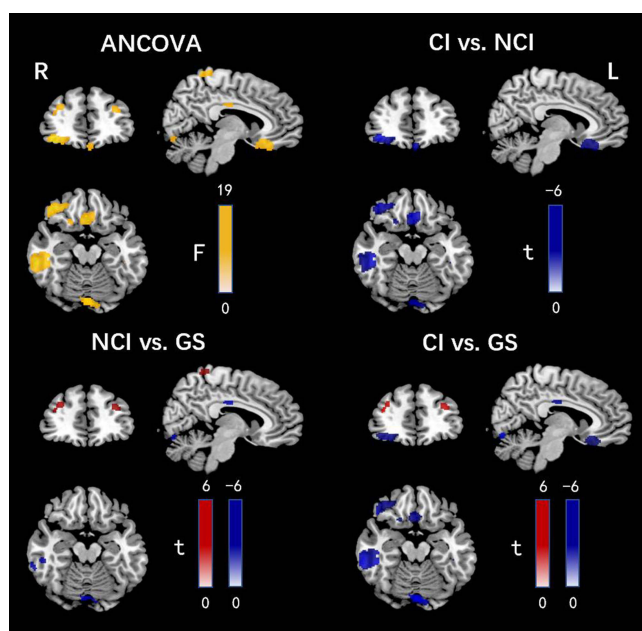 ANCOVA
CI vs. NCI
R
L
19
-6
F
t
0
0
NCI vs. GS
CI vs. GS
6 -6
6 -6
t
t
0 0
0 0